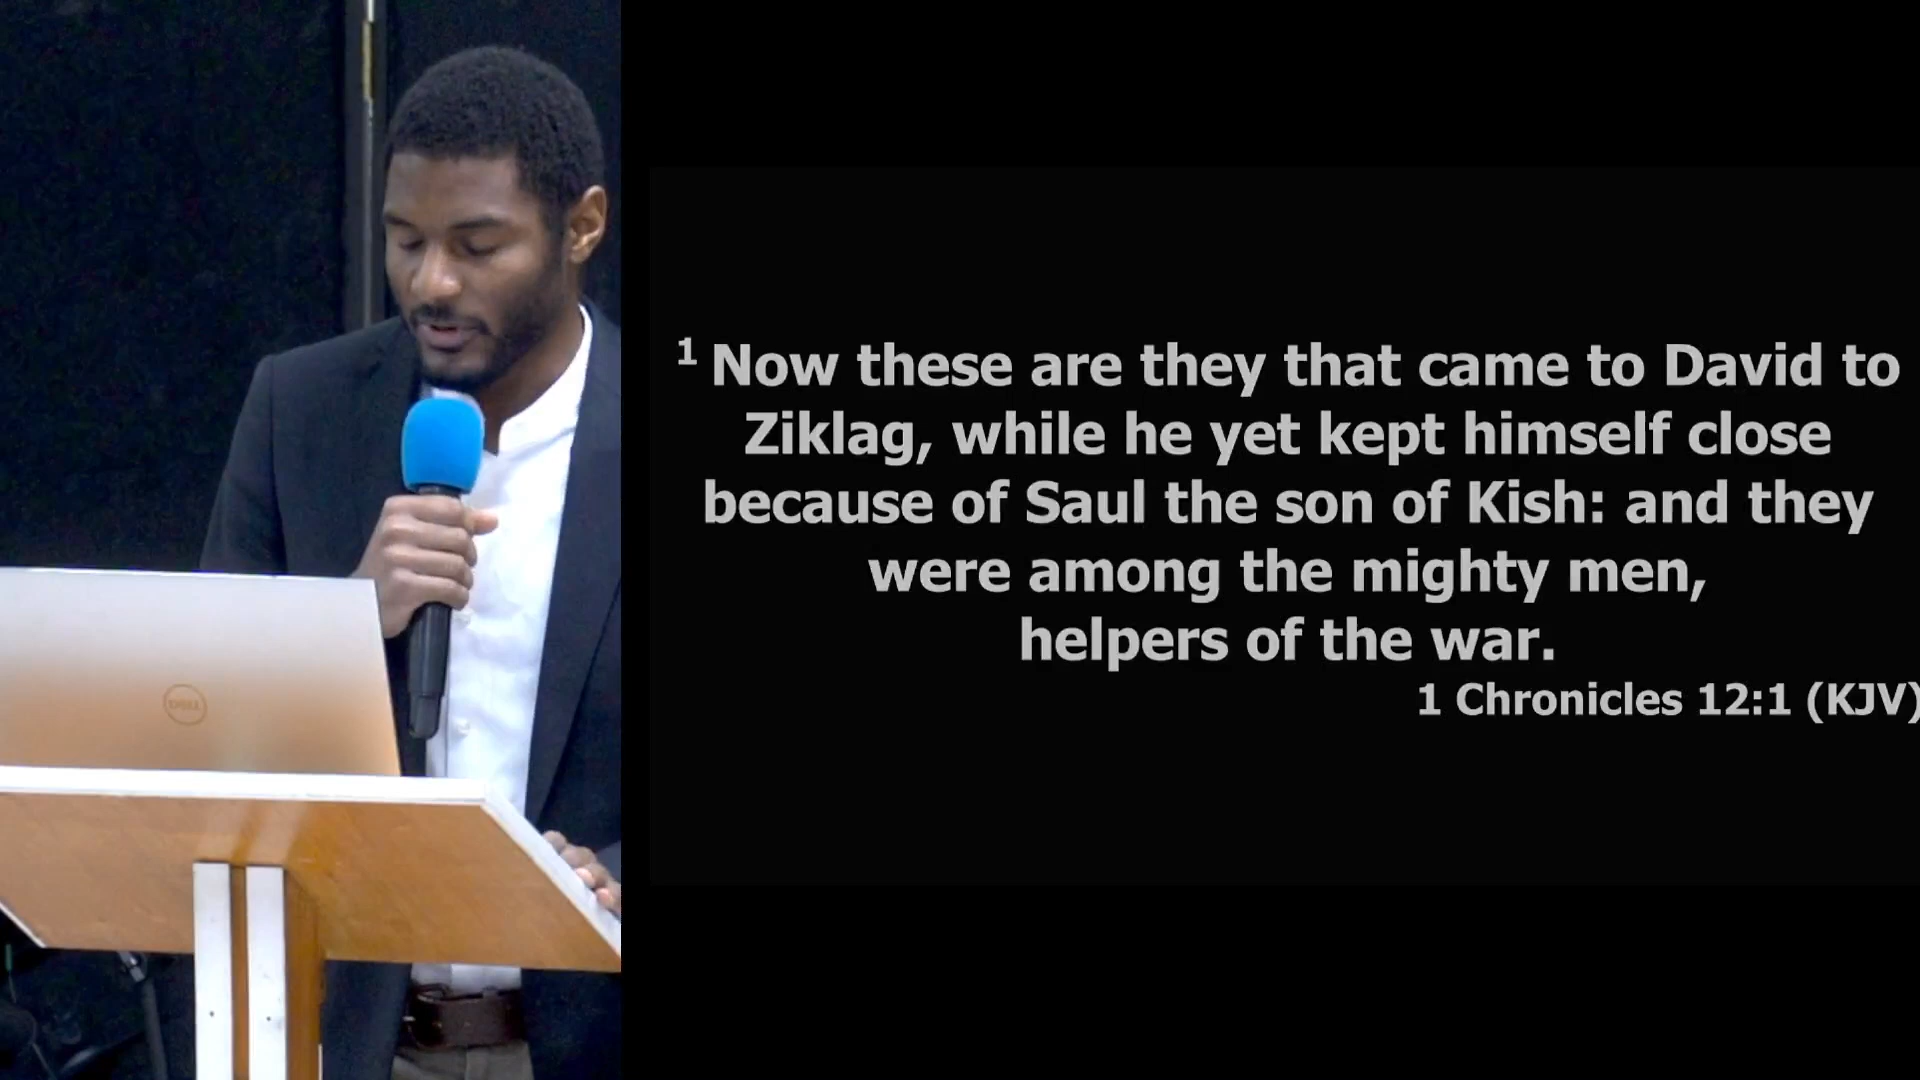 1 Now these are they that came to David to
Ziklag, while he yet kept himself close
because of Saul the son of Kish: and they
were among the mighty men,
helpers of the war.
1 Chronicles 12:1 (KJV)
DELL